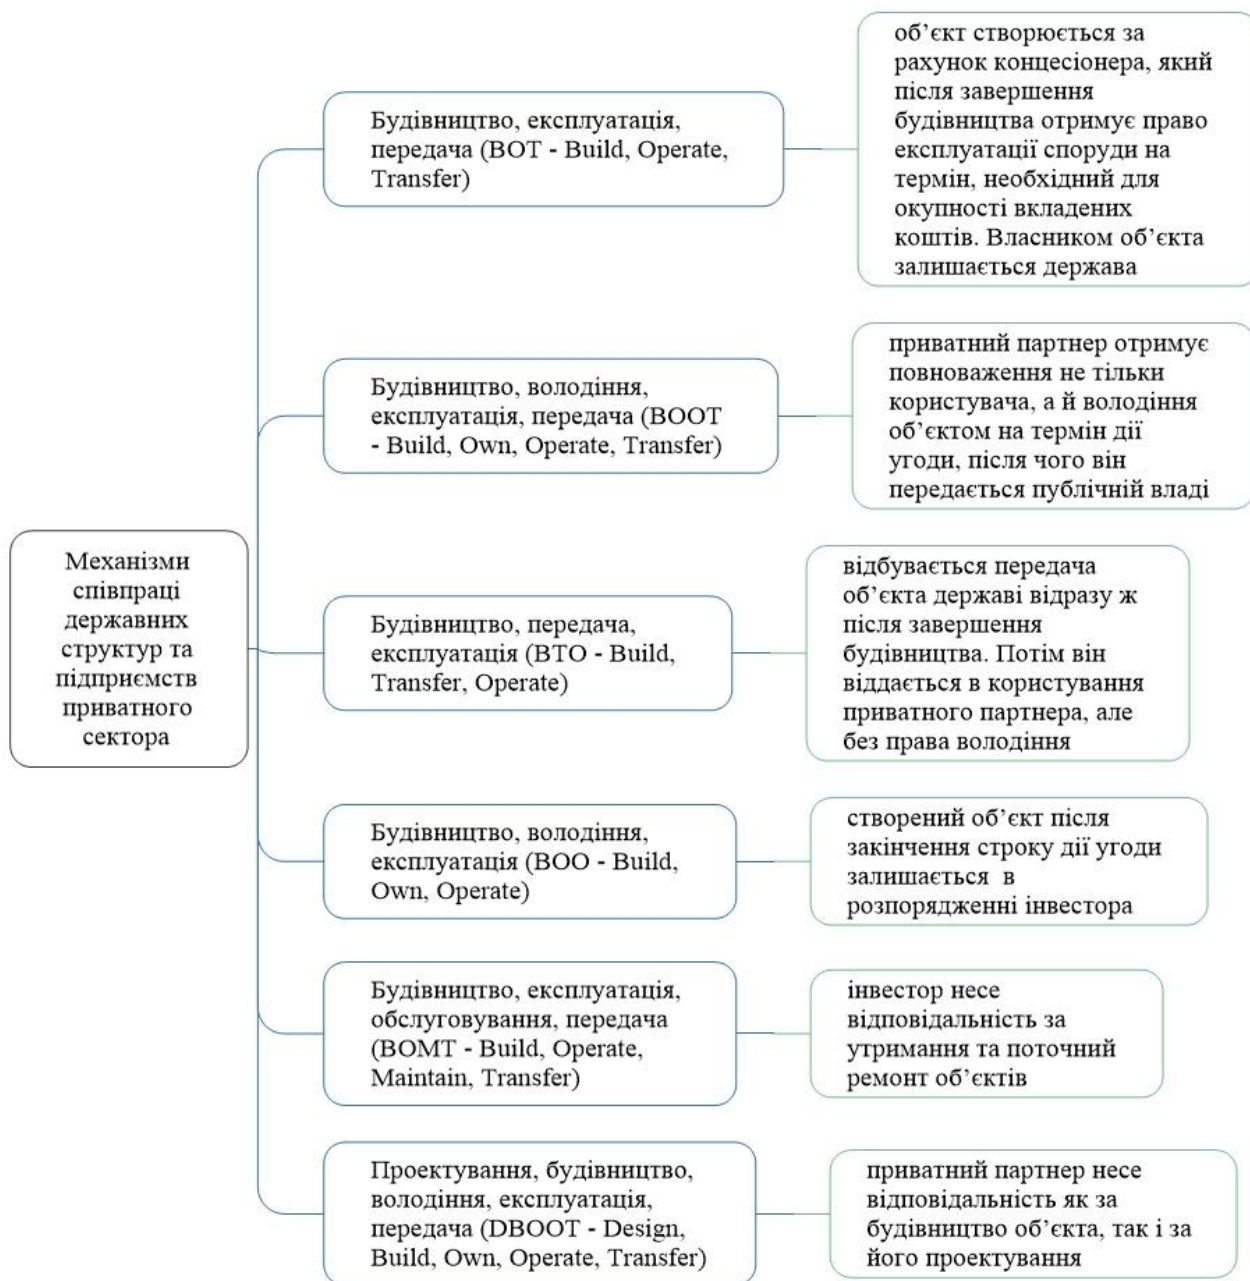 Механізми
співпраці
державних
структур та
підприємств
приватного
сектора
Будівництво, експлуатація,
передача (BOT - Build, Operate,
Transfer)
об’єкт створюється за
рахунок концесіонера, який
після завершення
будівництва отримує право
експлуатації споруди на
термін, необхідний для
окупності вкладених
коштів. Власником об’єкта
залишається держава
Будівництво, володіння,
експлуатація, передача (BOOT
- Build, Own, Operate, Transfer)
приватний партнер отримує
повноваження не тільки
користувача, а й володіння
об’єктом на термін дії
угоди, після чого він
передається публічній владі
Будівництво, передача,
експлуатація (BTO - Build,
Transfer, Operate)
відбувається передача
об’єкта державі відразу ж
після завершення
будівництва. Потім він
віддається в користування
приватного партнера, але
без права володіння
Будівництво, володіння,
експлуатація (BOO - Build,
Own, Operate)
створений об’єкт після
закінчення строку дії угоди
залишається в
розпорядженні інвестора
Будівництво, експлуатація,
обслуговування, передача
(BOMT - Build, Operate,
Maintain, Transfer)
інвестор несе
відповідальність за
утримання та поточний
ремонт об’єктів
Проектування, будівництво,
володіння, експлуатація,
передача (DBOOT - Design,
Build, Own, Operate, Transfer)
приватний партнер несе
відповідальність як за
будівництво об’єкта, так і за
його проектування